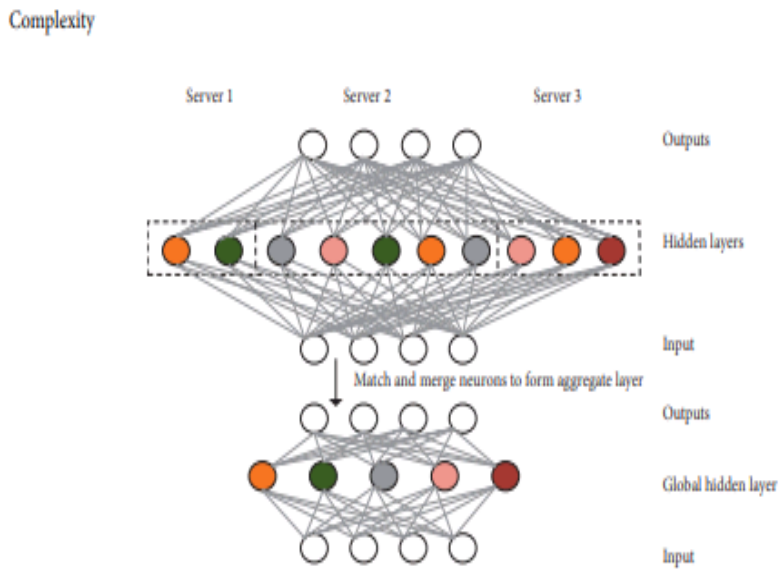 Complexity
Server 1 Server 2 Server 3
Outputs
Hidden layers
Input
Match and merge neurons to form aggregate layer
Outputs
Global hidden layer
Input